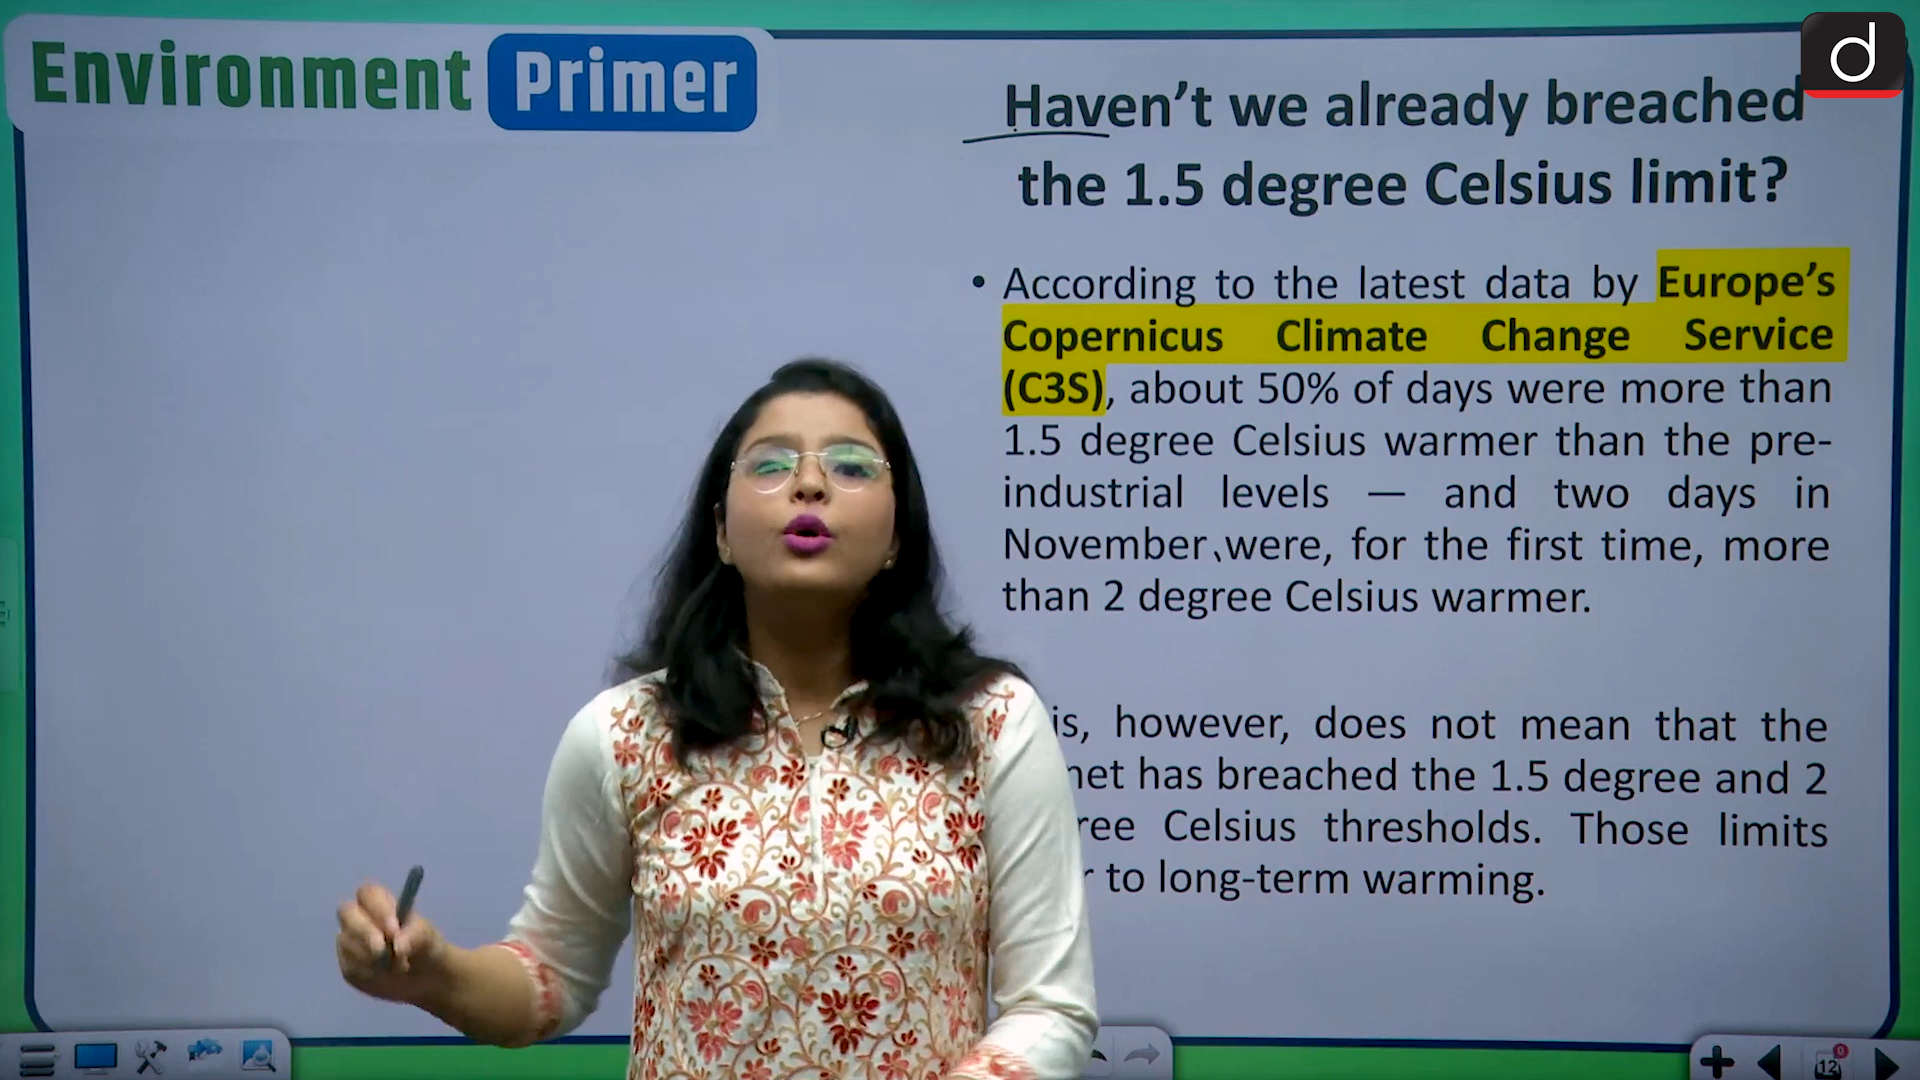 Environment Primer
d
Haven’t we already breached
the 1.5 degree Celsius limit?
• According to the latest data by Europe’s
Copernicus Climate Change Service
(C3S), about 50% of days were more than
1.5 degree Celsius warmer than the pre-
industrial levels — and two days in
November were, for the first time, more
than 2 degree Celsius warmer.
is, however, does not mean that the
net has breached the 1.5 degree and 2
ree Celsius thresholds. Those limits
r to long-term warming.
12
0